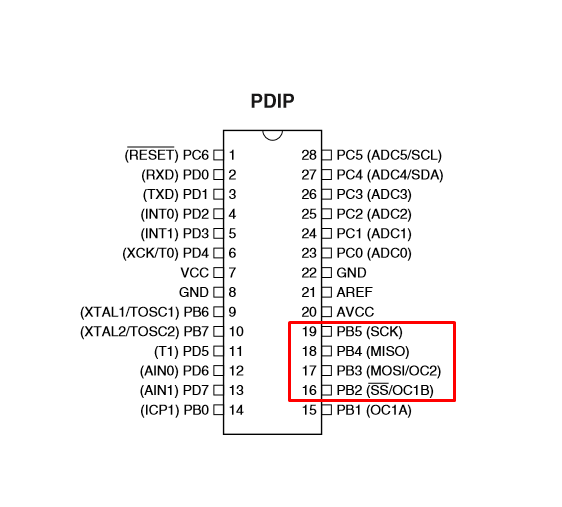 PDIP
(RESET) PC6 1 28 PC5 (ADC5/SCL)
(RXD) PD0 2 27 PC4 (ADC4/SDA)
(TXD) PD1 3 26 PC3 (ADC3)
(INT0) PD2 4 25 PC2 (ADC2)
(INT1) PD3 5 24 PC1 (ADC1)
(XCK/T0) PD4 6 23 PC0 (ADC0)
VCC 7 22 GND
GND 8 21 AREF
(XTAL1/TOSC1) PB6 9 20 AVCC
(XTAL2/TOSC2) PB7 10 19 PB5 (SCK)
(T1) PD5 11 18 PB4 (MISO)
(AIN0) PD6 12 17 PB3 (MOSI/OC2)
(AIN1) PD7 13 16 PB2 (SS/OC1B)
(ICP1) PB0 14 15 PB1 (OC1A)